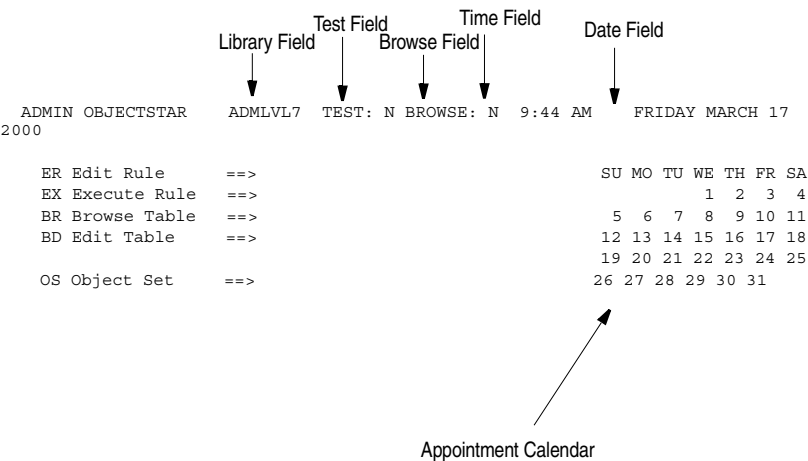 Library Field Test Field Browse Field Time Field Date Field
ADMIN OBJECTSTAR ADMLVL7 TEST: N BROWSE: N 9:44 AM FRIDAY MARCH 17
2000
ER Edit Rule ==> SU MO TU WE TH FR SA
EX Execute Rule ==> 1 2 3 4
BR Browse Table ==> 5 6 7 8 9 10 11
BD Edit Table ==> 12 13 14 15 16 17 18
19 20 21 22 23 24 25
OS Object Set ==> 26 27 28 29 30 31
Appointment Calendar